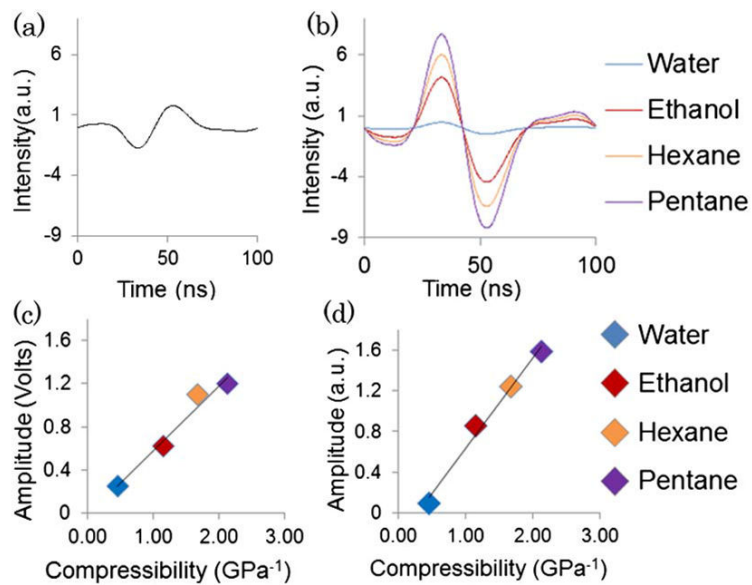 (a)
6
1
-4
-9
Intensity(a.u.)
0
50
100
Time (ns)
(b)
6
1
-4
-9
Intensity (a.u.)
0
50
100
Time (ns)
Water
Ethanol
Hexane
Pentane
(c)
1.6
1.2
0.8
0.4
0
Amplitude (Volts)
0.00 1.00 2.00 3.00
Compressibility (GPa-1)
(d)
1.6
1.2
0.8
0.4
0
Amplitude (a.u.)
0.00 1.00 2.00 3.00
Compressibility (GPa-1)
Water
Ethanol
Hexane
Pentane